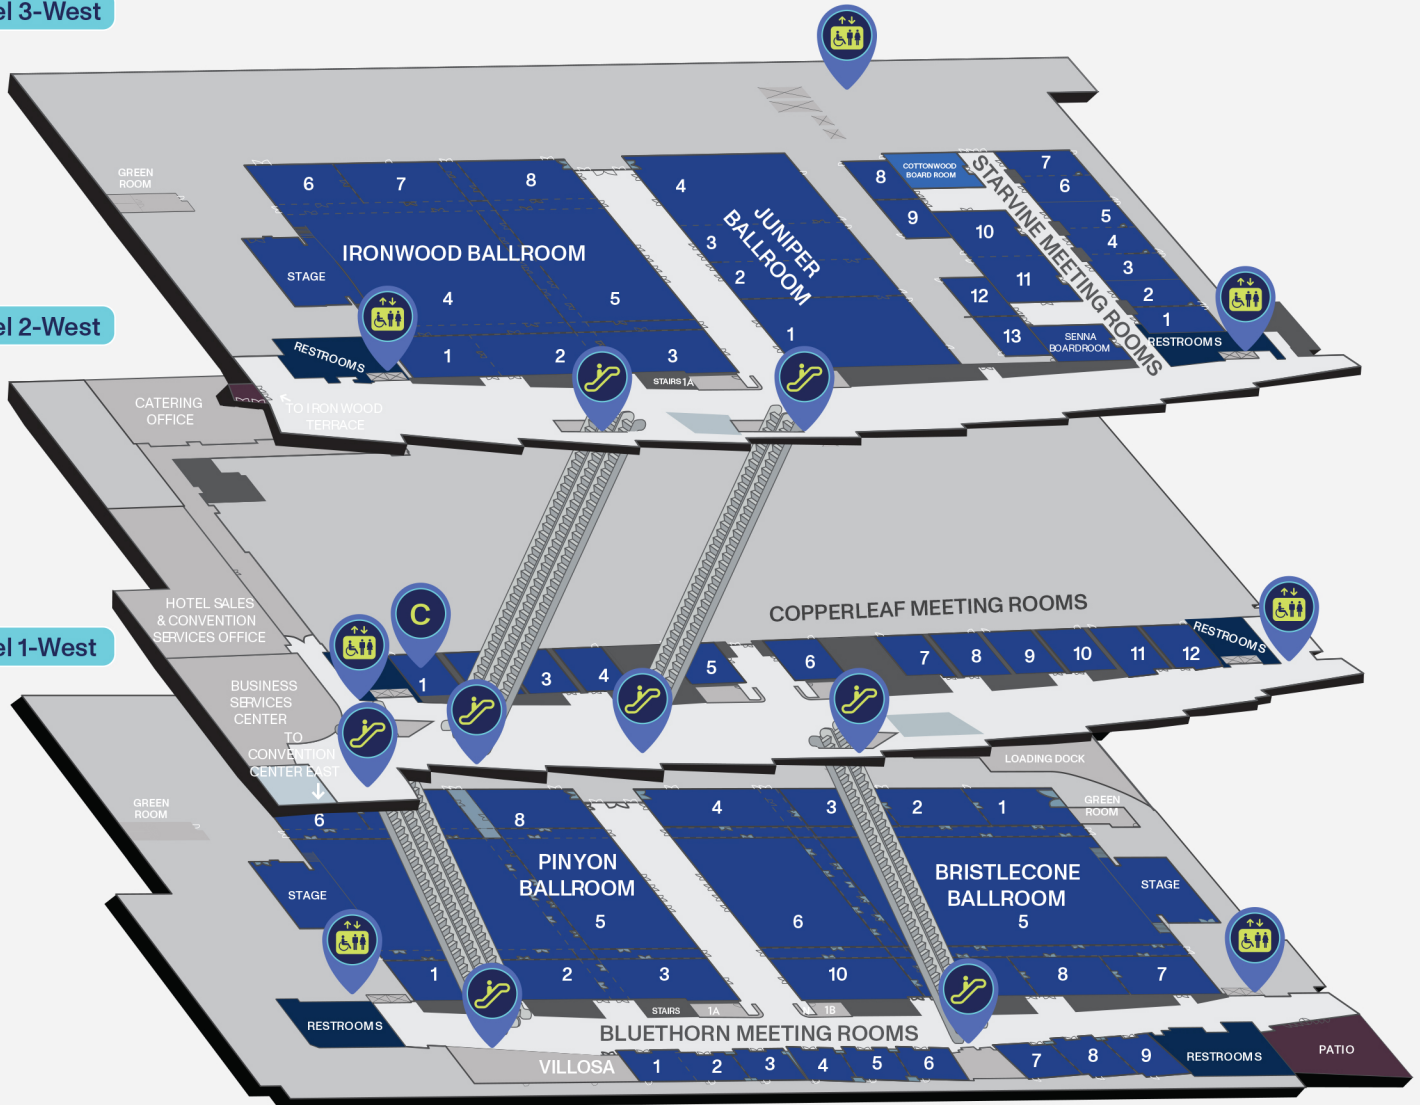 el 3-West
GREEN
ROOM
6
7
8
IRONWOOD BALLROOM
STAGE
4
5
1
2
3
RESTROOMS
STAIRS 1A
TO IRONWOOD
TERRACE
4
JUNIPER
BALLROOM
3
2
1
8
COTTONWOOD
BOARD ROOM
9
10
11
12
13
SENNA
BOARDROOM
STARVINE MEETING ROOMS
7
6
5
4
3
2
1
RESTROOMS
el 2-West
CATERING
OFFICE
HOTEL SALES
& CONVENTION
SERVICES OFFICE
BUSINESS
SERVICES
CENTER
TO
CONVENTION
CENTER EAST
C
1
3
4
5
COPPERLEAF MEETING ROOMS
6
7
8
9
10
11
12
RESTROOMS
LOADING DOCK
el 1-West
GREEN
ROOM
6
8
PINYON
BALLROOM
STAGE
5
1
2
3
STAIRS
1A
1B
4
3
2
1
GREEN
ROOM
BRISTLECONE
BALLROOM
STAGE
6
5
10
8
7
RESTROOMS
BLUETHORN MEETING ROOMS
VILLOSA
1
2
3
4
5
6
7
8
9
RESTROOMS
PATIO